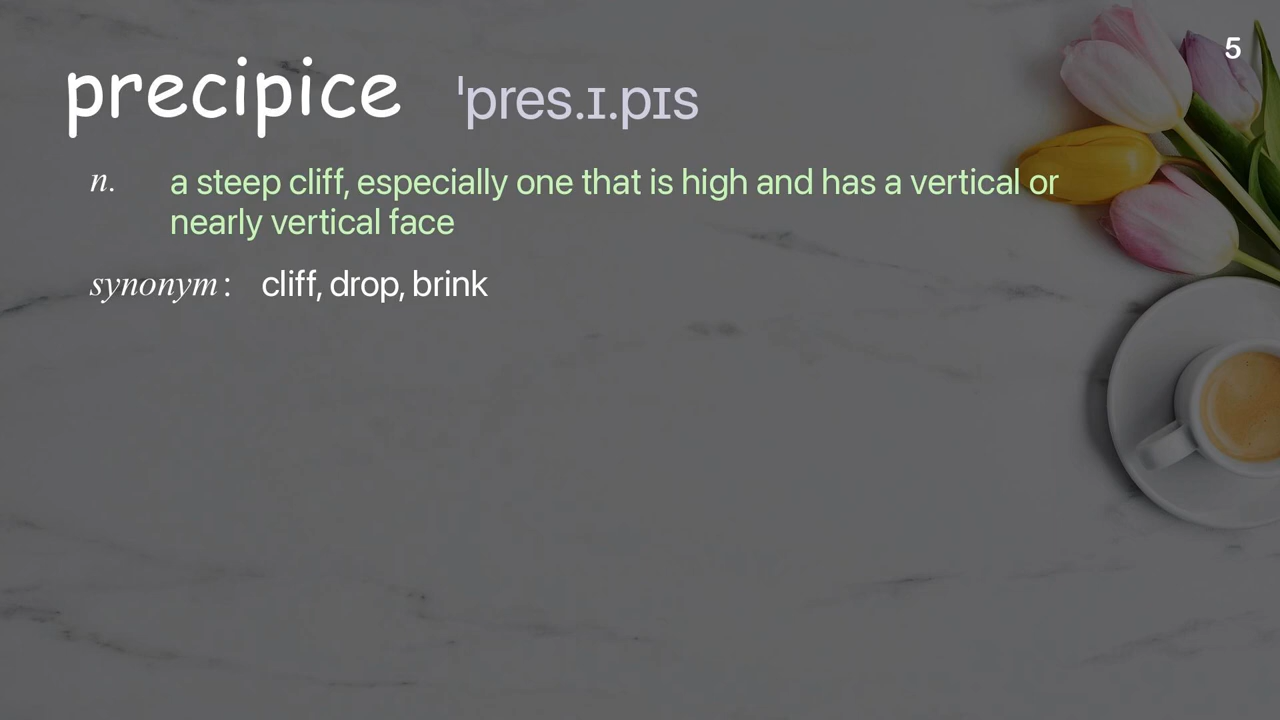 5
precipice ˈpres.ɪ.pɪs
n. a steep cliff, especially one that is high and has a vertical or
nearly vertical face
synonym : cliff, drop, brink